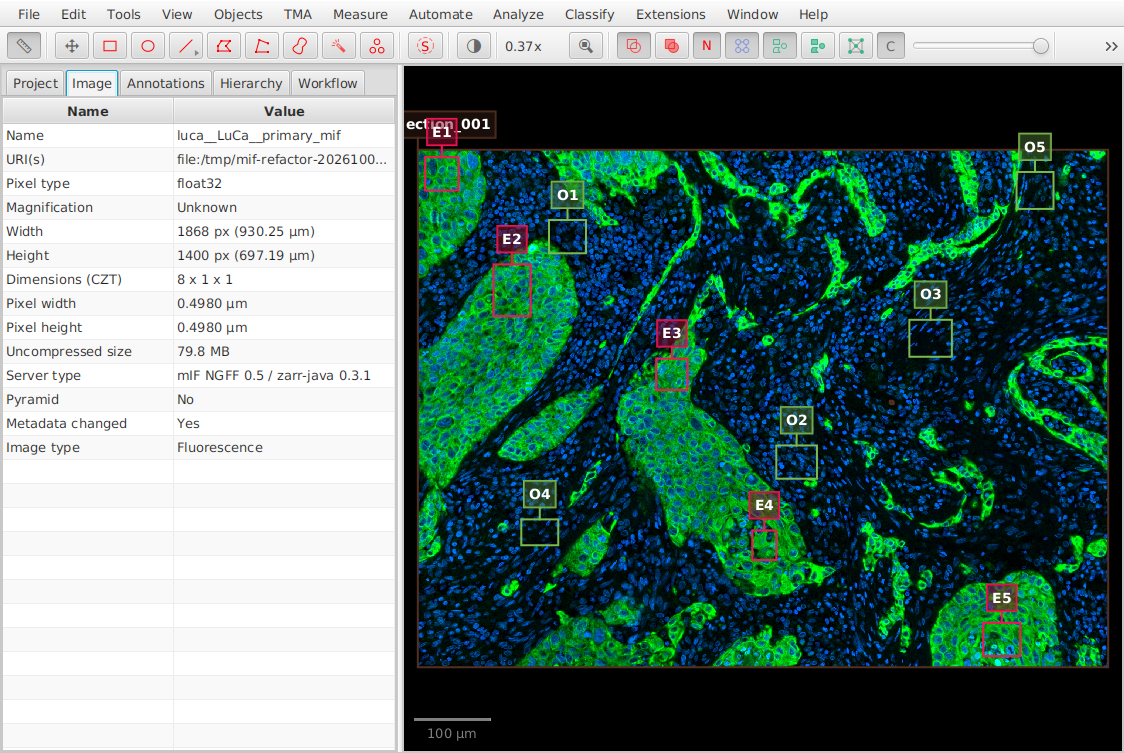 File Edit Tools View Objects TMA Measure Automate Analyze Classify Extensions Window Help
0.37x S N C
Project Image Annotations Hierarchy Workflow
Name Value
Name luca__LuCa__primary_mif
URI(s) file:/tmp/mif-refactor-2026100...
Pixel type float32
Magnification Unknown
Width 1868 px (930.25 µm)
Height 1400 px (697.19 µm)
Dimensions (CZT) 8 x 1 x 1
Pixel width 0.4980 µm
Pixel height 0.4980 µm
Uncompressed size 79.8 MB
Server type mIF NGFF 0.5 / zarr-java 0.3.1
Pyramid No
Metadata changed Yes
Image type Fluorescence
ection_001
E1
O5
O1
E2
O3
E3
O2
O4
E4
E5
100 µm